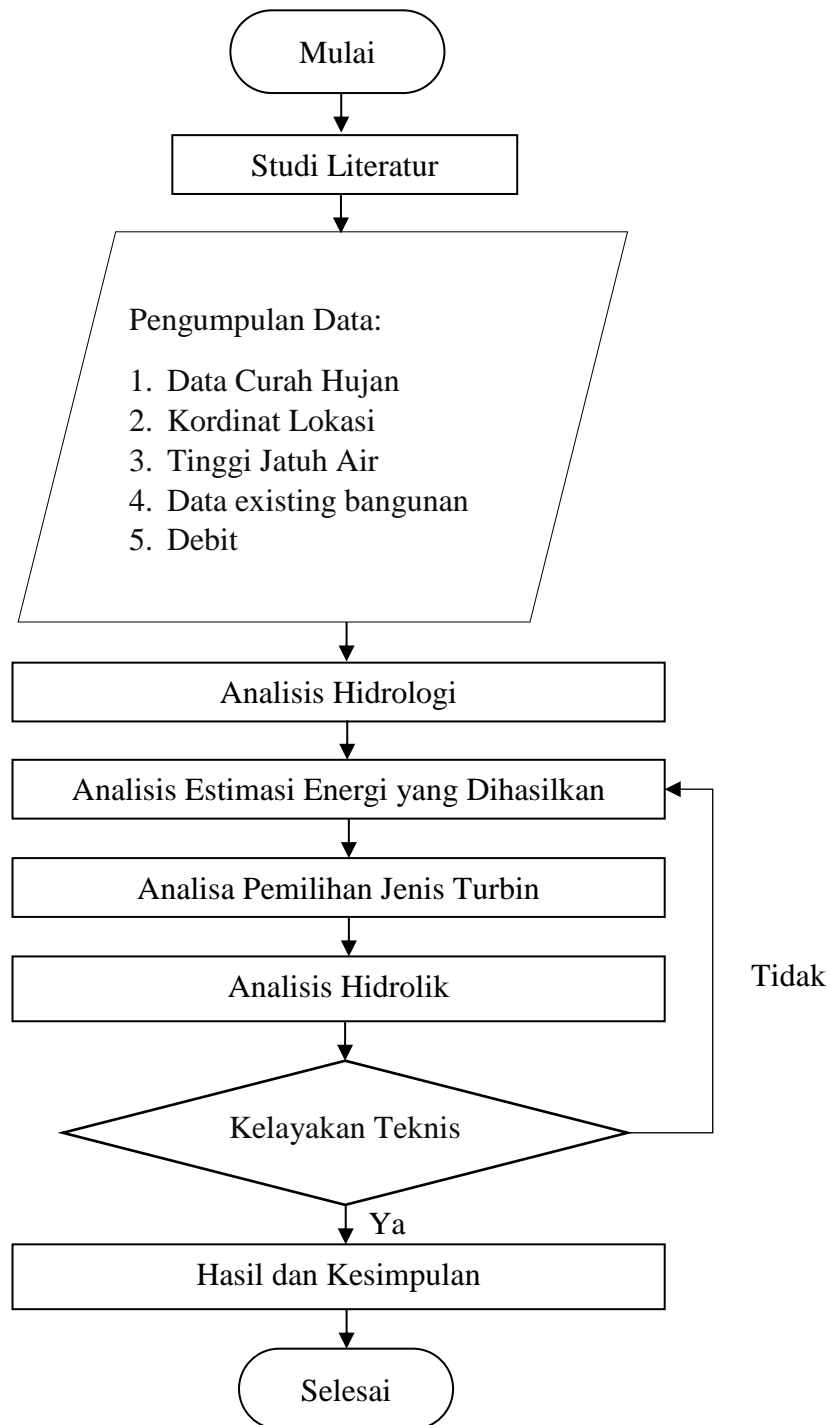 Mulai
Studi Literatur
Pengumpulan Data:
1. Data Curah Hujan
2. Kordinat Lokasi
3. Tinggi Jatuh Air
4. Data existing bangunan
5. Debit
Analisis Hidrologi
Analisis Estimasi Energi yang Dihasilkan
Analisa Pemilihan Jenis Turbin
Analisis Hidrolik
Tidak
Kelayakan Teknis
Ya
Hasil dan Kesimpulan
Selesai